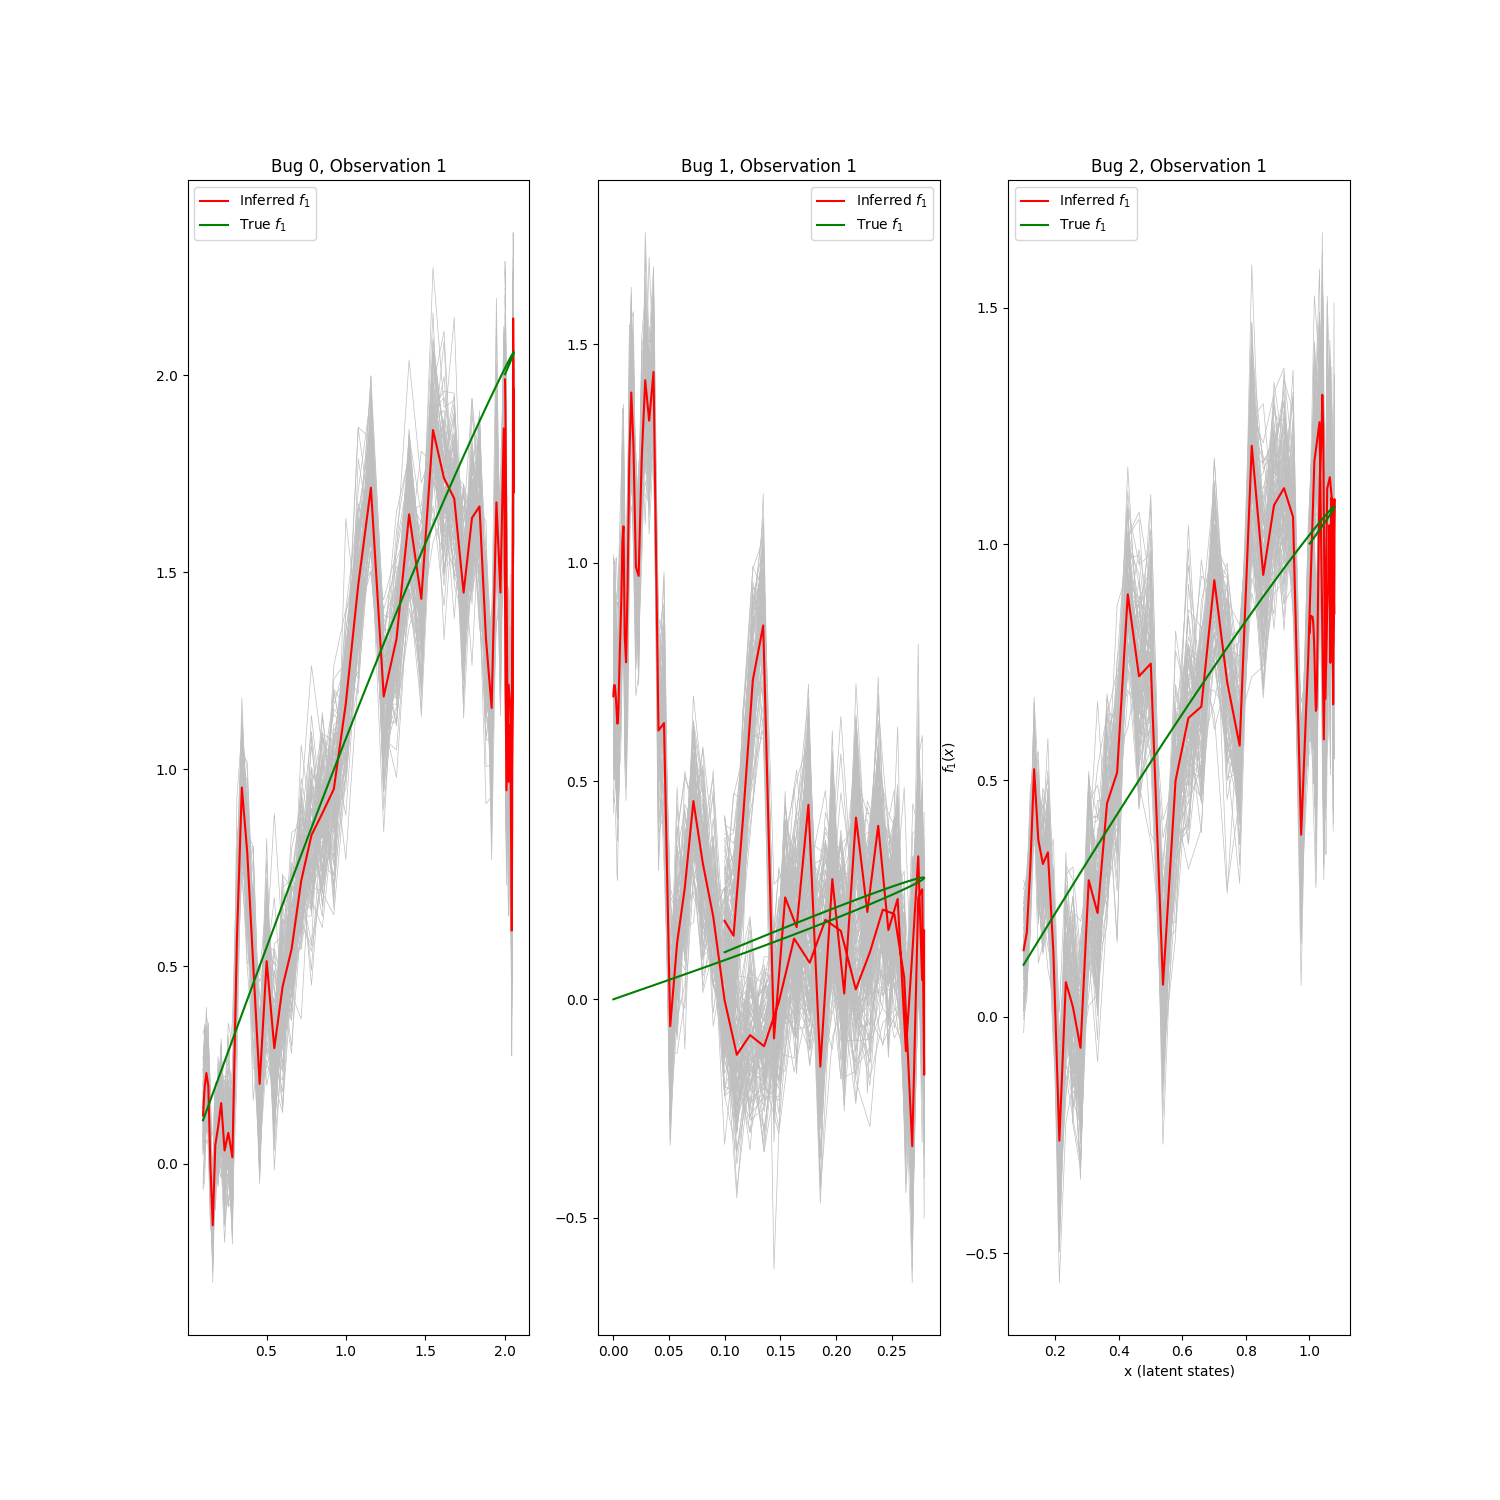 Bug 0, Observation 1
Inferred f₁
True f₁
2.0
1.5
1.0
0.5
0.0
0.5 1.0 1.5 2.0
Bug 1, Observation 1
Inferred f₁
True f₁
1.5
1.0
0.5
0.0
−0.5
0.00 0.05 0.10 0.15 0.20 0.25
Bug 2, Observation 1
Inferred f₁
True f₁
f₁(x)
1.5
1.0
0.5
0.0
−0.5
0.2 0.4 0.6 0.8 1.0
x (latent states)